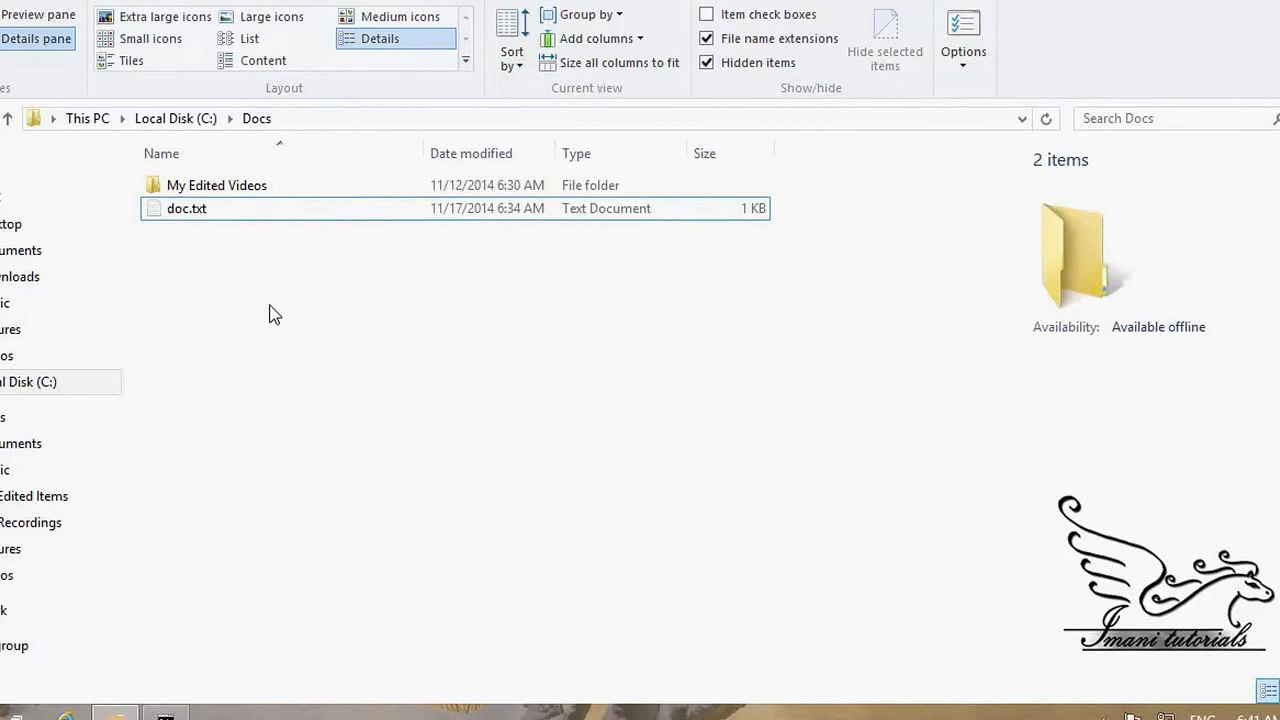 Preview pane
Extra large icons
Large icons
Medium icons
Group by
Item check boxes
Details pane
Small icons
List
Details
Sort by
Add columns
File name extensions
Hide selected items
Options
Tiles
Content
Size all columns to fit
Hidden items
Layout
Current view
Show/hide
This PC
Local Disk (C:)
Docs
Search Docs
Name
Date modified
Type
Size
My Edited Videos
11/12/2014 6:30 AM
File folder
doc.txt
11/17/2014 6:34 AM
Text Document
1 KB
2 items
Availability:
Available offline
ktop
uments
nloads
ic
ures
os
al Disk (C:)
s
uments
ic
Edited Items
Recordings
ures
os
k
group
Imani tutorials
ENG